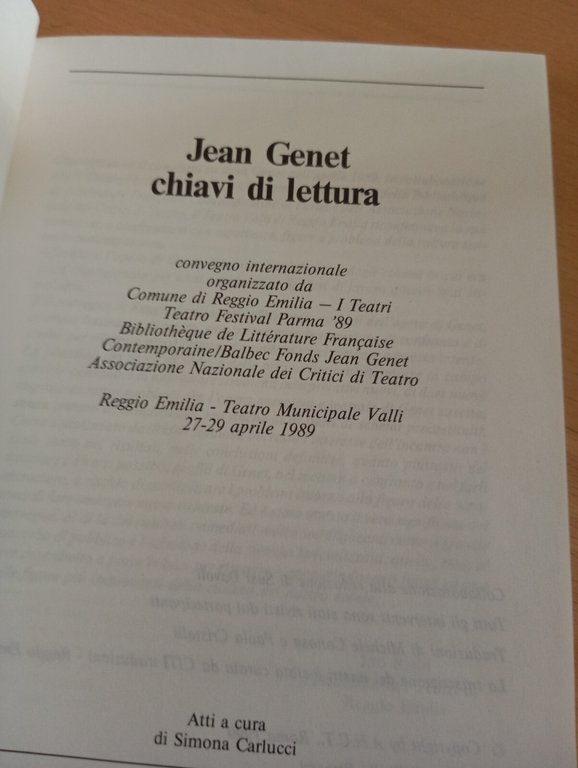 Jean Genet
chiavi di lettura
convegno internazionale
organizzato da
Comune di Reggio Emilia — I Teatri
Teatro Festival Parma '89
Bibliothèque de Littérature Française
Contemporaine/Balbec Fonds Jean Genet
Associazione Nazionale dei Critici di Teatro
Reggio Emilia - Teatro Municipale Valli
27-29 aprile 1989
Atti a cura
di Simona Carlucci